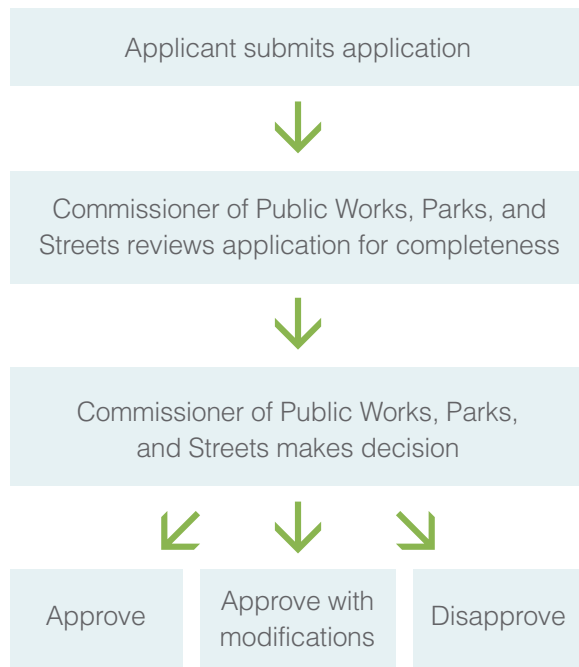 Applicant submits application
Commissioner of Public Works, Parks, and
Streets reviews application for completeness
Commissioner of Public Works, Parks,
and Streets makes decision
Approve
Approve with
modifications
Disapprove